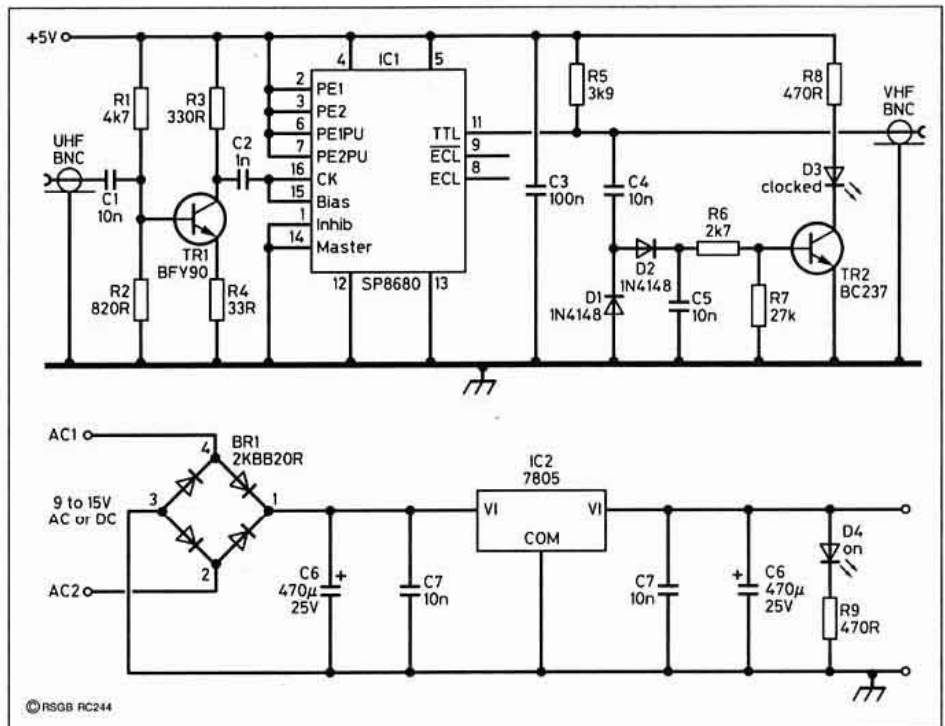 +5V
UHF
BNC
C1
10n
R1
4k7
R2
820R
R3
330R
TR1
BFY90
R4
33R
C2
1n
IC1
4
5
2 PE1
3 PE2
6 PE1PU
7 PE2PU
16 CK
15 Bias
1 Inhib
14 Master
TTL 11
ECL 9
ECL 8
12 SP8680 13
C3
100n
R5
3k9
C4
10n
D1
1N4148
D2
1N4148
C5
10n
R6
2k7
R7
27k
R8
470R
D3
clocked
TR2
BC237
VHF
BNC
AC1
9 to 15V
AC or DC
AC2
BR1
2KBB20R
4
3
1
2
C6
470μ
25V
+
C7
10n
IC2
7805
VI VI
COM
C7
10n
+
C6
470μ
25V
D4
on
R9
470R
© RSGB RC244